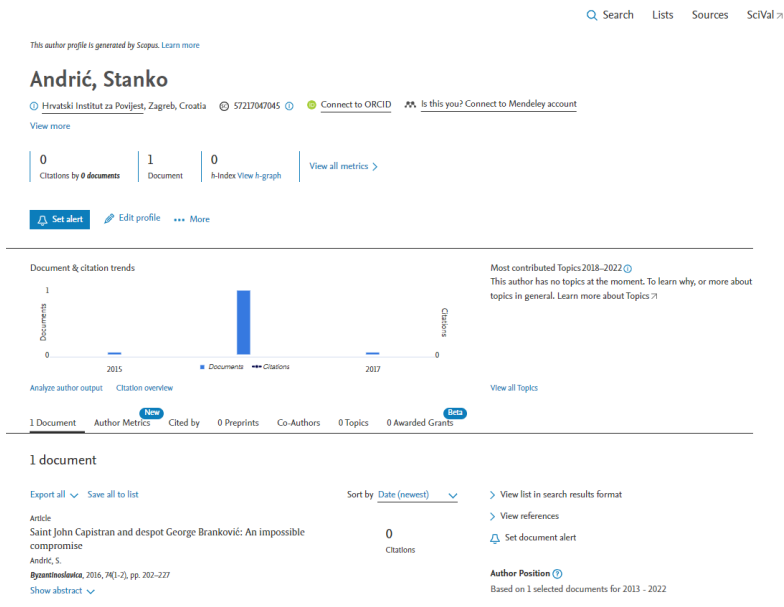 Search Lists Sources SciVal
This author profile is generated by Scopus. Learn more
Andrić, Stanko
Hrvatski Institut za Povijest, Zagreb, Croatia SC 57217047045 Connect to ORCID Is this you? Connect to Mendeley account
View more
0 1 0
Citations by 0 documents Document h-Index View h-graph View all metrics
Set alert Edit profile ••• More
Document & citation trends
1
0
Documents
2015 2017
Documents Citations
0
Citations
Analyze author output Citation overview
Most contributed Topics 2018–2022
This author has no topics at the moment. To learn why, or more about
topics in general. Learn more about Topics
View all Topics
New Beta
1 Document Author Metrics Cited by 0 Preprints Co-Authors 0 Topics 0 Awarded Grants
1 document
Export all Save all to list Sort by Date (newest)
Article
Saint John Capistran and despot George Branković: An impossible
compromise
Andrić, S.
Byzantinoslavica, 2016, 74(1-2), pp. 202–227
Show abstract
0
Citations
View list in search results format
View references
Set document alert
Author Position
Based on 1 selected documents for 2013 - 2022